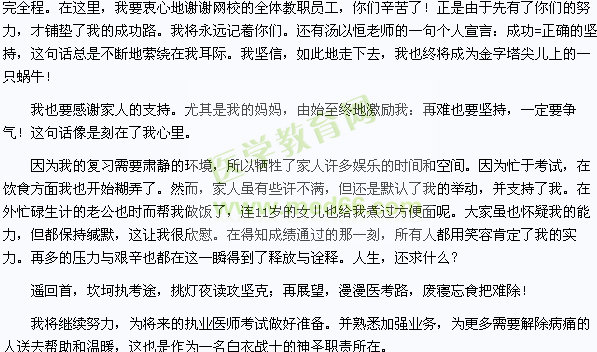 完全程。在这里，我要衷心地谢谢网校的全体教职员工，你们辛苦了！正是由于先有了你们的努
力，才铺垫了我的成功路。我将永远记着你们。还有汤以恒老师的一句个人宣言：成功=正确的坚
持，这句话总是不断地萦绕在我耳际。我坚信，如此地走下去，我也终将成为金字塔尖儿上的一
只蜗牛！
我也要感谢家人的支持。尤其是我的妈妈，由始至终地激励我：再难也要坚持，一定要争
气！这句话像是刻在了我心里。
因为我的复习需要肃静的环境，所以牺牲了家人许多娱乐的时间和空间。因为忙于考试，在
饮食方面我也开始糊弄了。然而，家人虽有些许不满，但还是默认了我的举动，并支持了我。在
外忙碌生计的老公也时而帮我做饭了，连11岁的女儿也给我煮过方便面呢。大家虽也怀疑我的能
力，但都保持缄默，这让我很欣慰。在得知成绩通过的那一刻，所有人都用笑容肯定了我的实
力。再多的压力与艰辛也都在这一瞬得到了释放与诠释。人生，还求什么？
遥回首，坎坷执考途，挑灯夜读攻坚克；再展望，漫漫医考路，废寝忘食把难除！
我将继续努力，为将来的执业医师考试做好准备。并熟悉加强业务，为更多需要解除病痛的
人送去帮助和温暖，这也是作为一名白衣战士的神圣职责所在。
医学教育网
www.med66.com